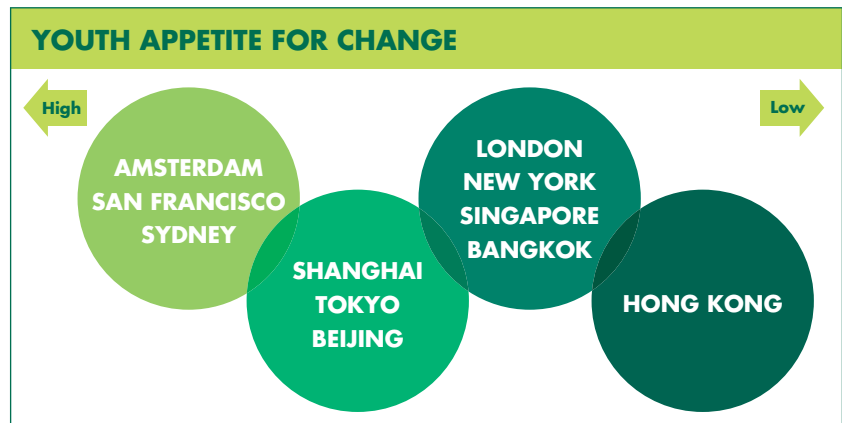 YOUTH APPETITE FOR CHANGE
High
Low
AMSTERDAM
SAN FRANCISCO
SYDNEY
SHANGHAI
TOKYO
BEIJING
LONDON
NEW YORK
SINGAPORE
BANGKOK
HONG KONG